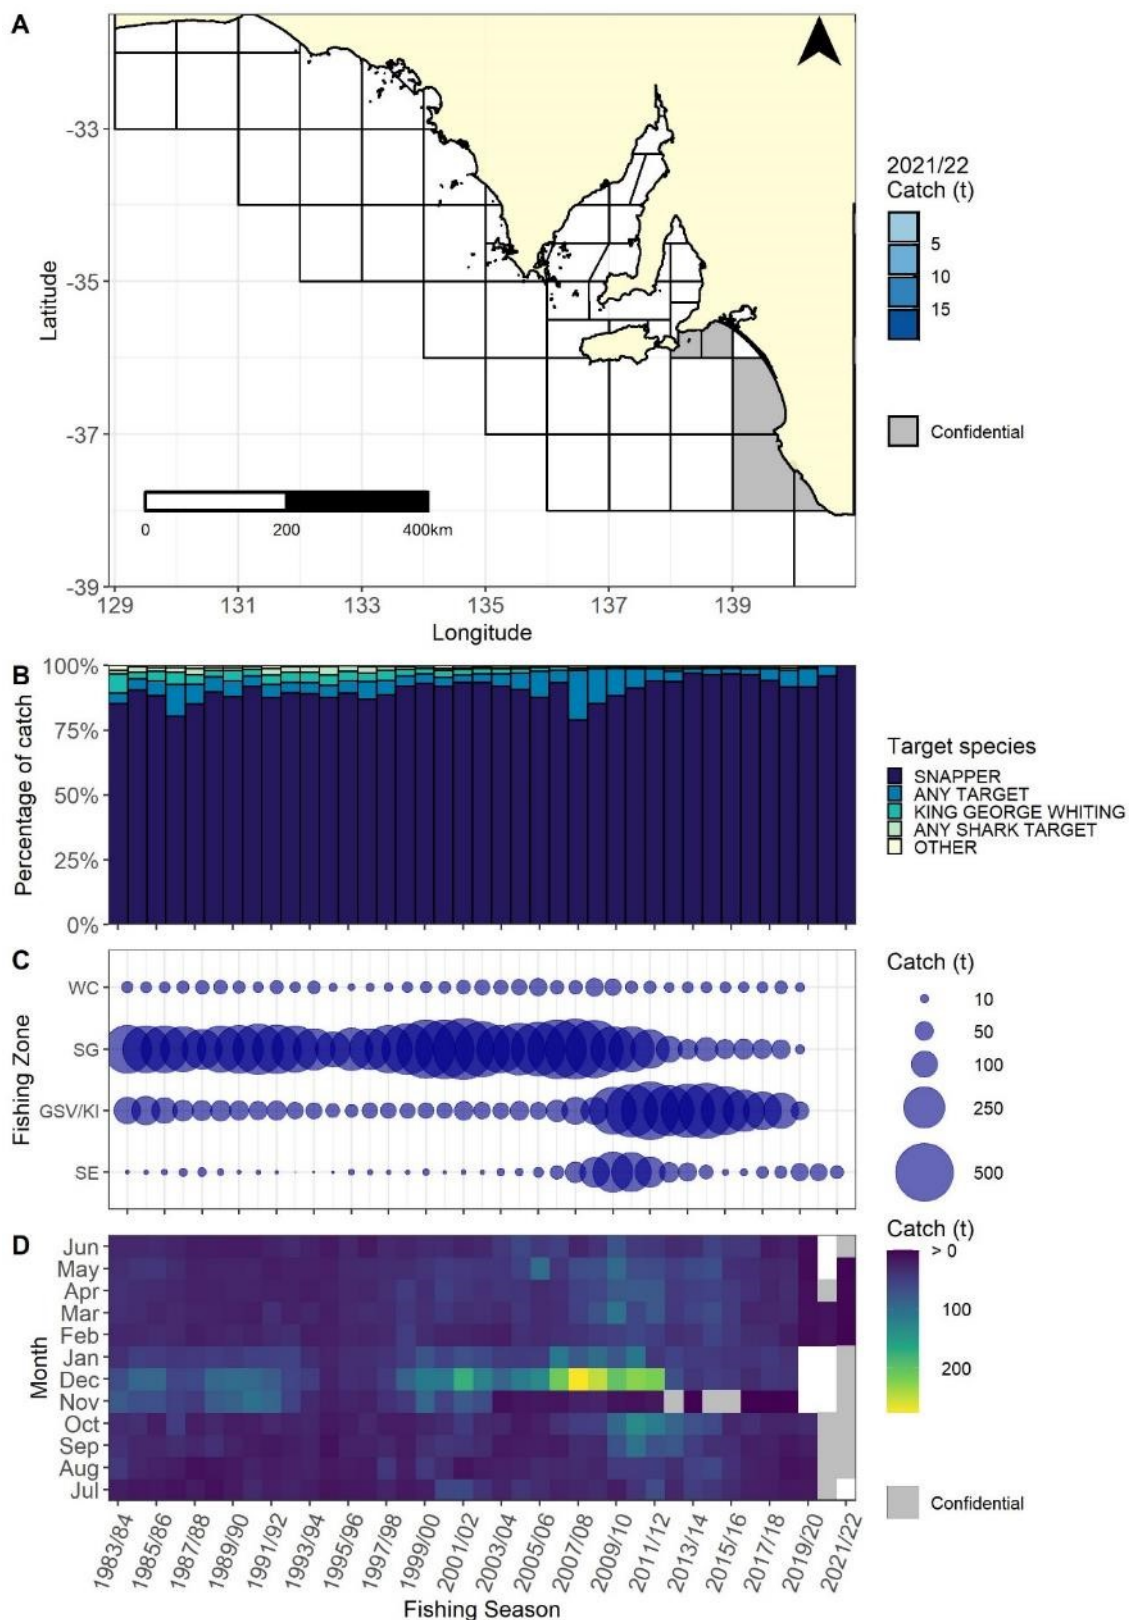 A
-33
-35
-37
-39
Latitude
0
200
400km
129
131
133
135
137
139
Longitude
2021/22
Catch (t)
5
10
15
Confidential
B
100%
75%
50%
25%
0%
Percentage of catch
Target species
SNAPPER
ANY TARGET
KING GEORGE WHITING
ANY SHARK TARGET
OTHER
C
WC
SG
GSV/KI
SE
Fishing Zone
Catch (t)
10
50
100
250
500
D
Jun
May
Apr
Mar
Feb
Jan
Dec
Nov
Oct
Sep
Aug
Jul
Month
Catch (t)
> 0
100
200
Confidential
1983/84
1985/86
1987/88
1989/90
1991/92
1993/94
1995/96
1997/98
1999/00
2001/02
2003/04
2005/06
2007/08
2009/10
2011/12
2013/14
2015/16
2017/18
2019/20
2021/22
Fishing Season